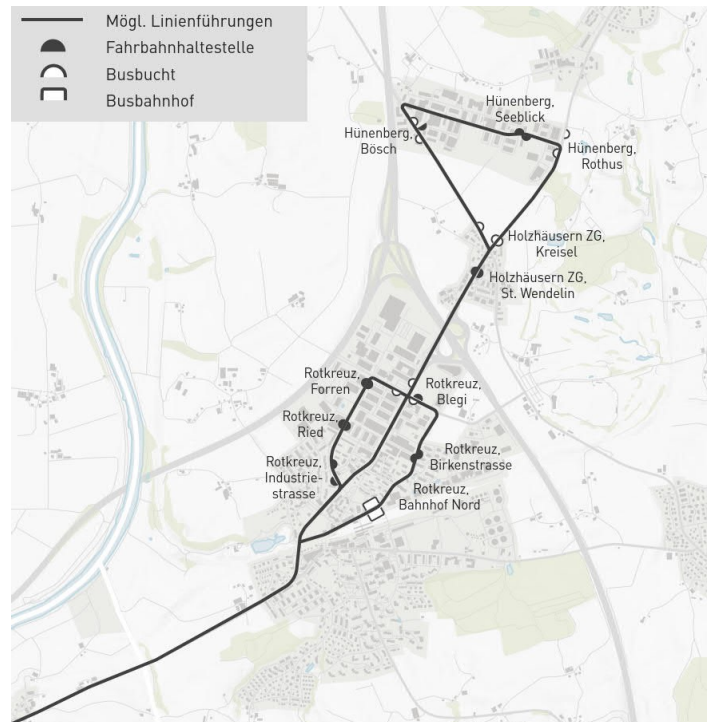 Mögl. Linienführungen
Fahrbahnhaltestelle
Busbucht
Busbahnhof
Hünenberg,
Seeblick
Hünenberg,
Bösch
Hünenberg,
Rothus
Holzhäusern ZG,
Kreisel
Holzhäusern ZG,
St. Wendelin
Rotkreuz,
Forren
Rotkreuz,
Blegi
Rotkreuz,
Ried
Rotkreuz,
Birkenstrasse
Rotkreuz,
Industrie-
strasse
Rotkreuz,
Bahnhof Nord